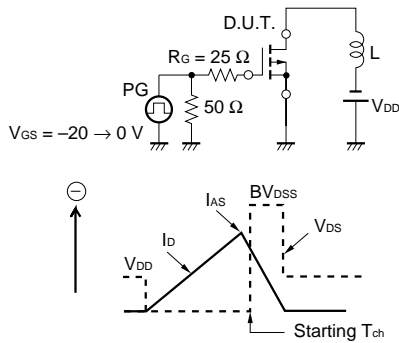 D.U.T.
RG = 25 Ω
L
PG
50 Ω
VDD
VGS = −20 → 0 V
−
IAS
BVDSS
ID
VDS
VDD
Starting Tch